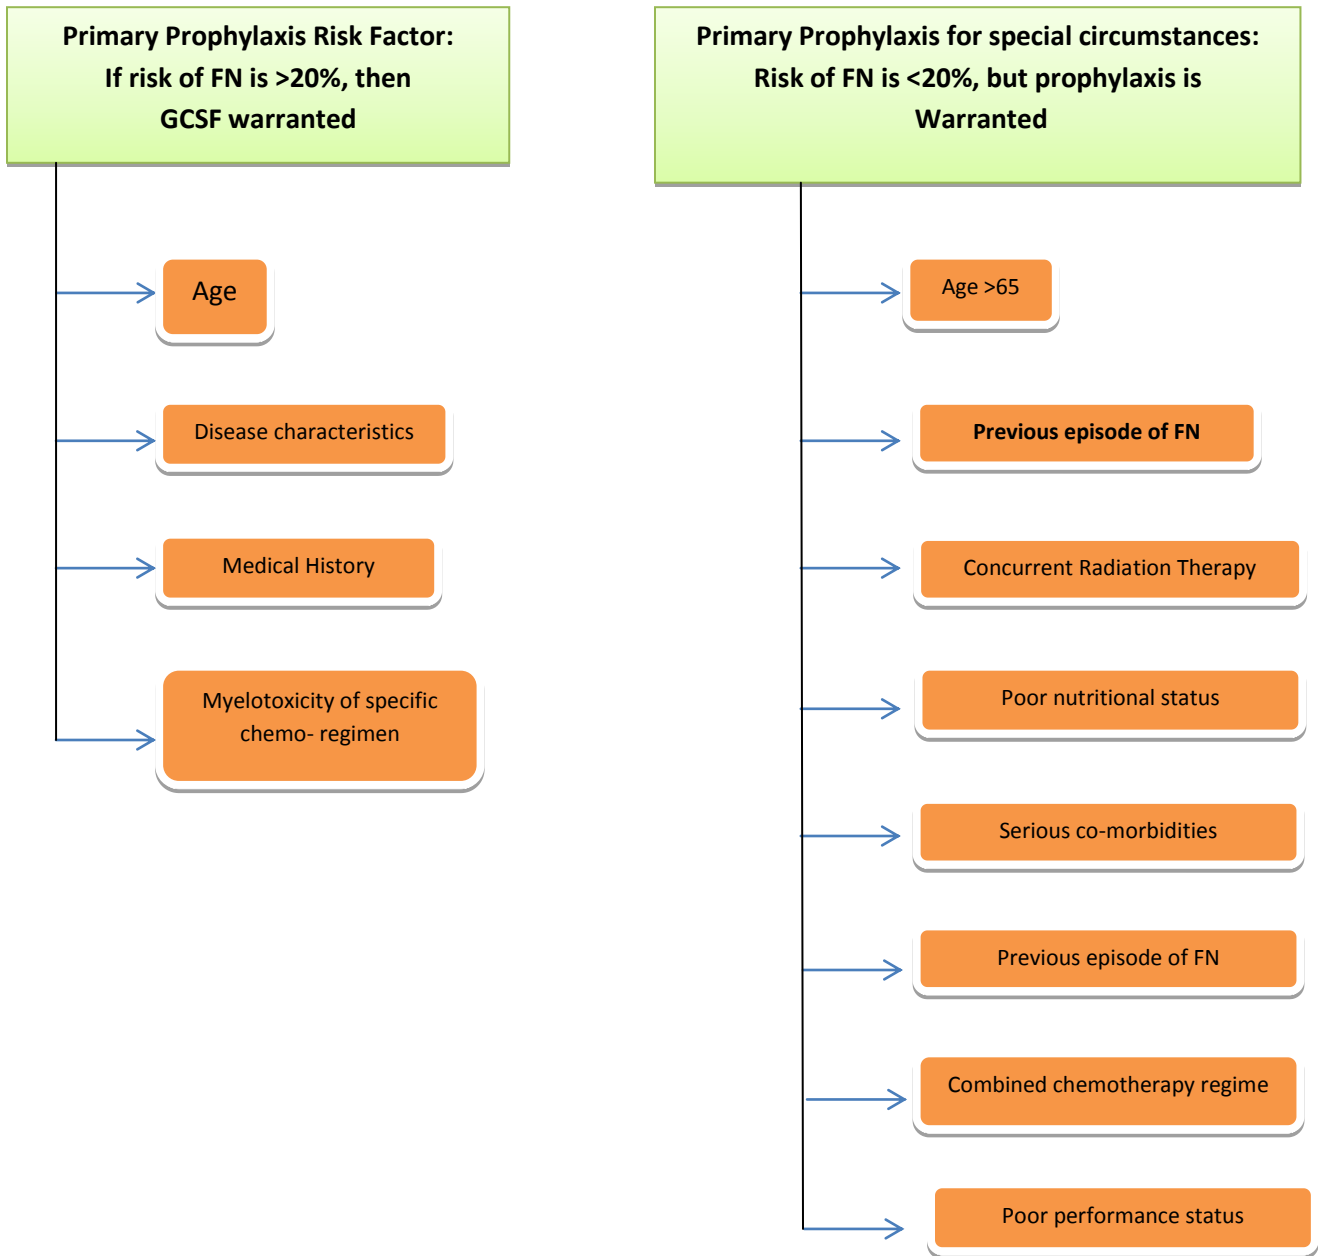 Primary Prophylaxis Risk Factor:
If risk of FN is >20%, then
GCSF warranted
Age
Disease characteristics
Medical History
Myelotoxicity of specific
chemo- regimen
Primary Prophylaxis for special circumstances:
Risk of FN is <20%, but prophylaxis is
Warranted
Age >65
Previous episode of FN
Concurrent Radiation Therapy
Poor nutritional status
Serious co-morbidities
Previous episode of FN
Combined chemotherapy regime
Poor performance status